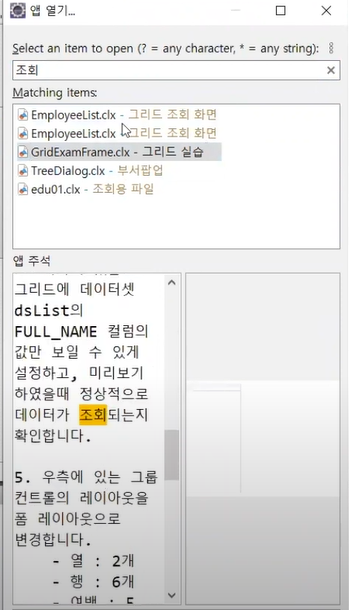 앱 열기...
Select an item to open (? = any character, * = any string):
조회
Matching items:
EmployeeList.clx - 그리드 조회 화면
EmployeeList.clx - 그리드 조회 화면
GridExamFrame.clx - 그리드 실습
TreeDialog.clx - 부서팝업
edu01.clx - 조회용 파일
앱 주석
그리드에 데이터셋
dsList의
FULL_NAME 컬럼의
값만 보일 수 있게
설정하고, 미리보기
하였을때 정상적으로
데이터가 조회되는지
확인합니다.
5. 우측에 있는 그룹
컨트롤의 레이아웃을
폼 레이아웃으로
변경합니다.
- 열 : 2개
- 행 : 6개
- 여백 : 5